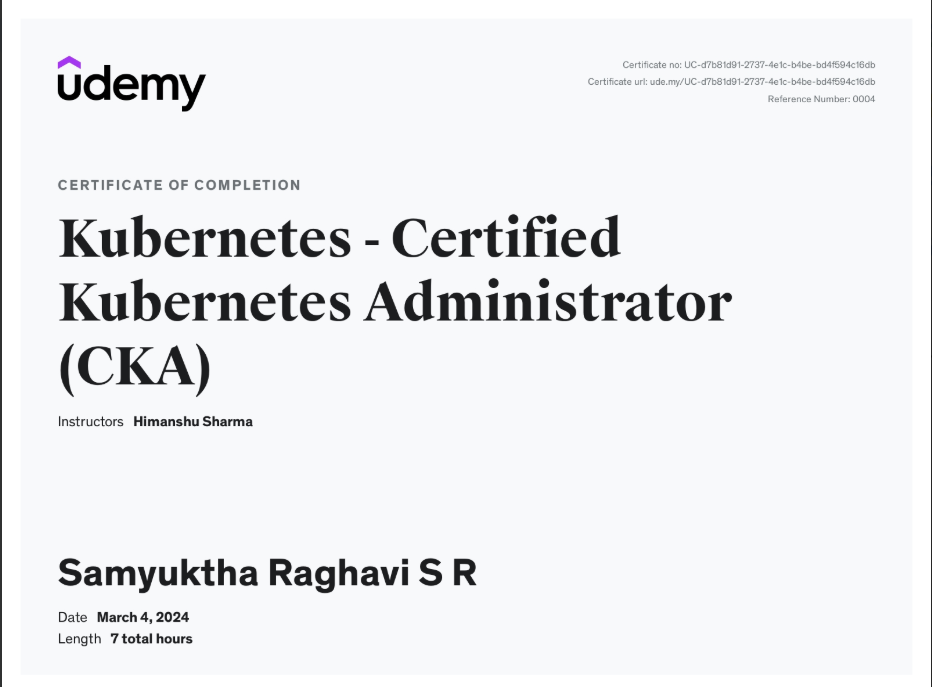 udemy
Certificate no: UC-d7b81d91-2737-4e1c-b4be-bd4f594c16db
Certificate url: ude.my/UC-d7b81d91-2737-4e1c-b4be-bd4f594c16db
Reference Number: 0004
CERTIFICATE OF COMPLETION
Kubernetes - Certified
Kubernetes Administrator
(CKA)
Instructors Himanshu Sharma
Samyuktha Raghavi S R
Date March 4, 2024
Length 7 total hours